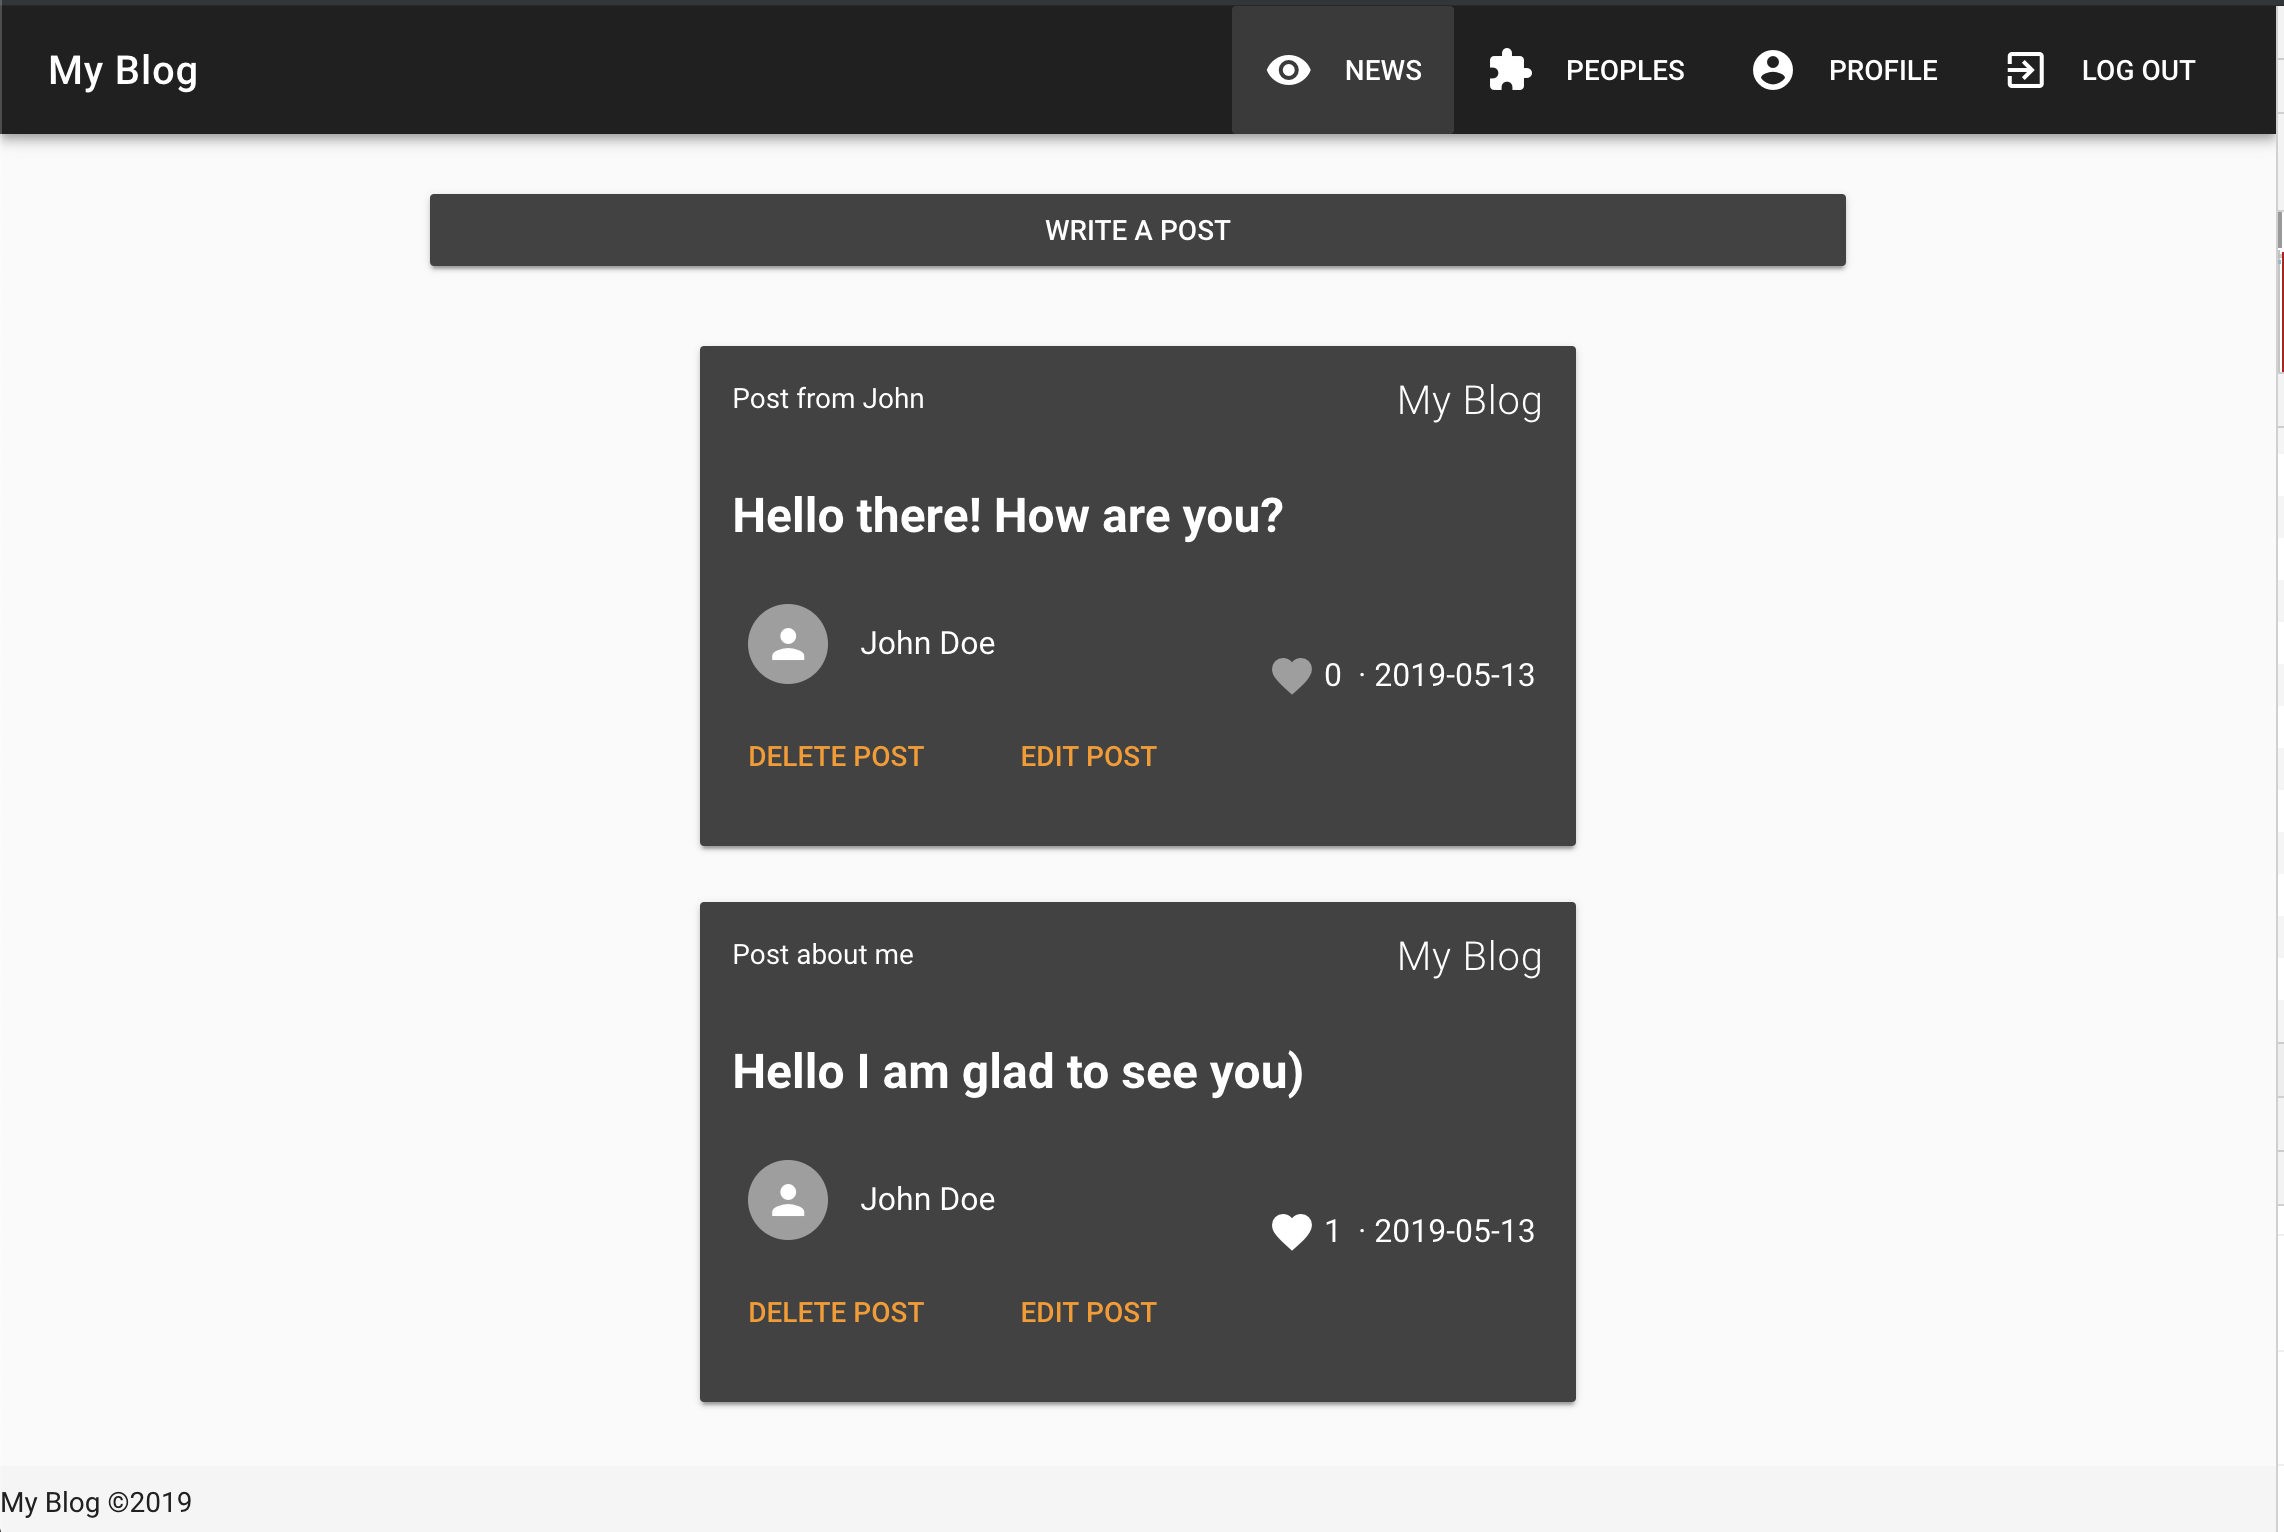 My Blog
NEWS
PEOPLES
PROFILE
LOG OUT
WRITE A POST
Post from John
My Blog
Hello there! How are you?
John Doe
0 · 2019-05-13
DELETE POST
EDIT POST
Post about me
My Blog
Hello I am glad to see you)
John Doe
1 · 2019-05-13
DELETE POST
EDIT POST
My Blog ©2019